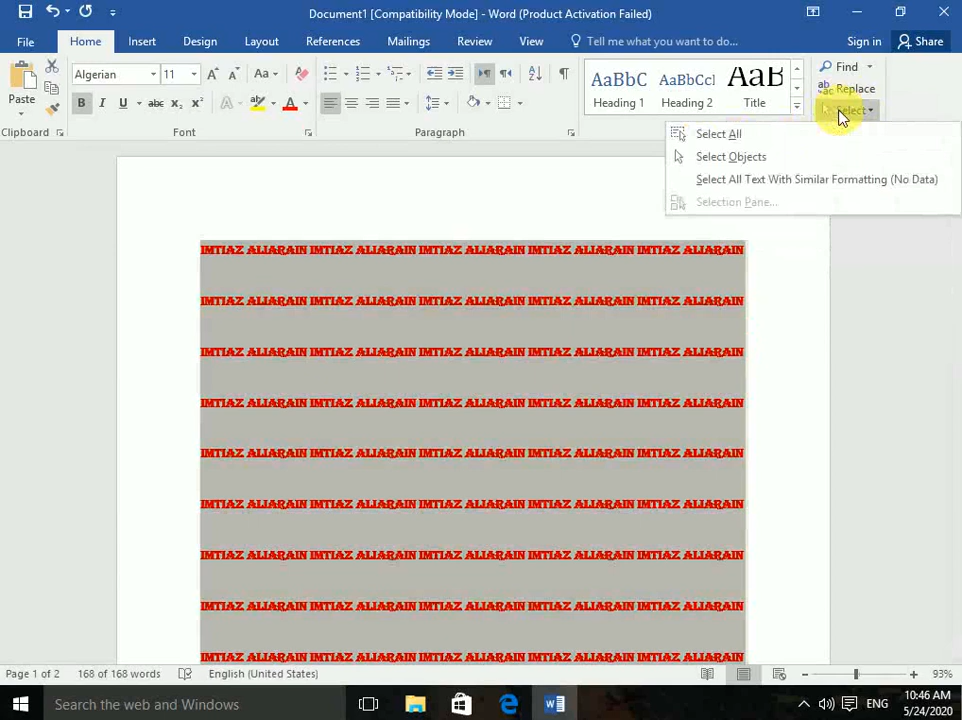 Document1 [Compatibility Mode] - Word (Product Activation Failed)
File Home Insert Design Layout References Mailings Review View Tell me what you want to do... Sign in Share
Paste
Algerian 11
AaBbC AaBbCcI AaB
Heading 1 Heading 2 Title
Find
Replace
Select
Clipboard Font Paragraph
Select All
Select Objects
Select All Text With Similar Formatting (No Data)
Selection Pane...
IMTIAZ ALIARAIN IMTIAZ ALIARAIN IMTIAZ ALIARAIN IMTIAZ ALIARAIN IMTIAZ ALIARAIN
IMTIAZ ALIARAIN IMTIAZ ALIARAIN IMTIAZ ALIARAIN IMTIAZ ALIARAIN IMTIAZ ALIARAIN
IMTIAZ ALIARAIN IMTIAZ ALIARAIN IMTIAZ ALIARAIN IMTIAZ ALIARAIN IMTIAZ ALIARAIN
IMTIAZ ALIARAIN IMTIAZ ALIARAIN IMTIAZ ALIARAIN IMTIAZ ALIARAIN IMTIAZ ALIARAIN
IMTIAZ ALIARAIN IMTIAZ ALIARAIN IMTIAZ ALIARAIN IMTIAZ ALIARAIN IMTIAZ ALIARAIN
IMTIAZ ALIARAIN IMTIAZ ALIARAIN IMTIAZ ALIARAIN IMTIAZ ALIARAIN IMTIAZ ALIARAIN
IMTIAZ ALIARAIN IMTIAZ ALIARAIN IMTIAZ ALIARAIN IMTIAZ ALIARAIN IMTIAZ ALIARAIN
IMTIAZ ALIARAIN IMTIAZ ALIARAIN IMTIAZ ALIARAIN IMTIAZ ALIARAIN IMTIAZ ALIARAIN
IMTIAZ ALIARAIN IMTIAZ ALIARAIN IMTIAZ ALIARAIN IMTIAZ ALIARAIN IMTIAZ ALIARAIN
Page 1 of 2 168 of 168 words English (United States) 93%
Search the web and Windows
ENG
10:46 AM
5/24/2020